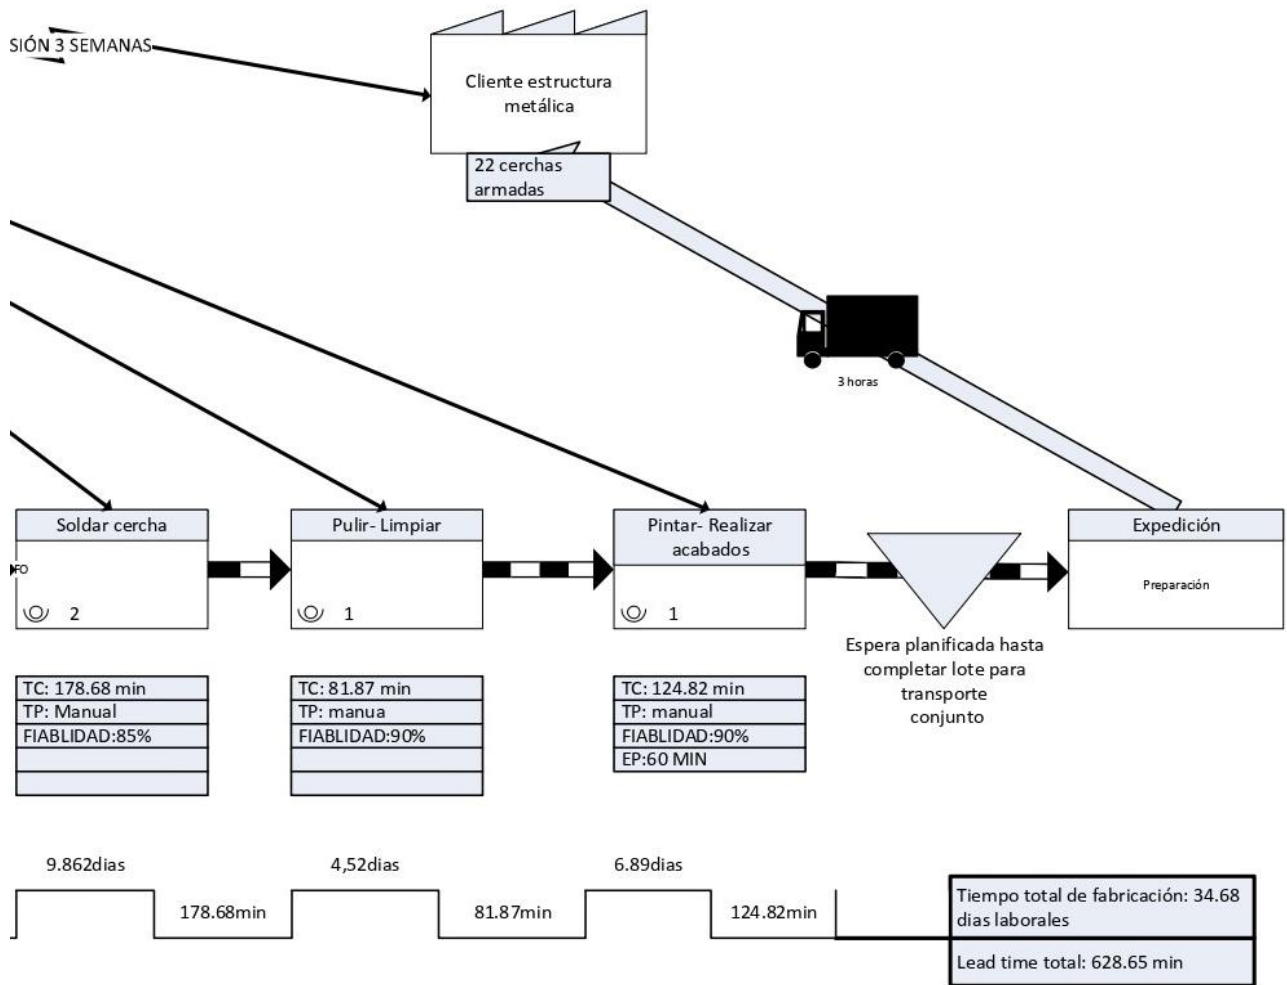 SIÓN 3 SEMANAS
Cliente estructura
metálica
22 cerchas
armadas
3 horas
Soldar cercha
FO
2
Pulir- Limpiar
1
Pintar- Realizar
acabados
1
Expedición
Preparación
Espera planificada hasta
completar lote para
transporte
conjunto
TC: 178.68 min
TP: Manual
FIABLIDAD:85%
TC: 81.87 min
TP: manua
FIABLIDAD:90%
TC: 124.82 min
TP: manual
FIABLIDAD:90%
EP:60 MIN
9.862dias
178.68min
4,52dias
81.87min
6.89dias
124.82min
Tiempo total de fabricación: 34.68
dias laborales
Lead time total: 628.65 min